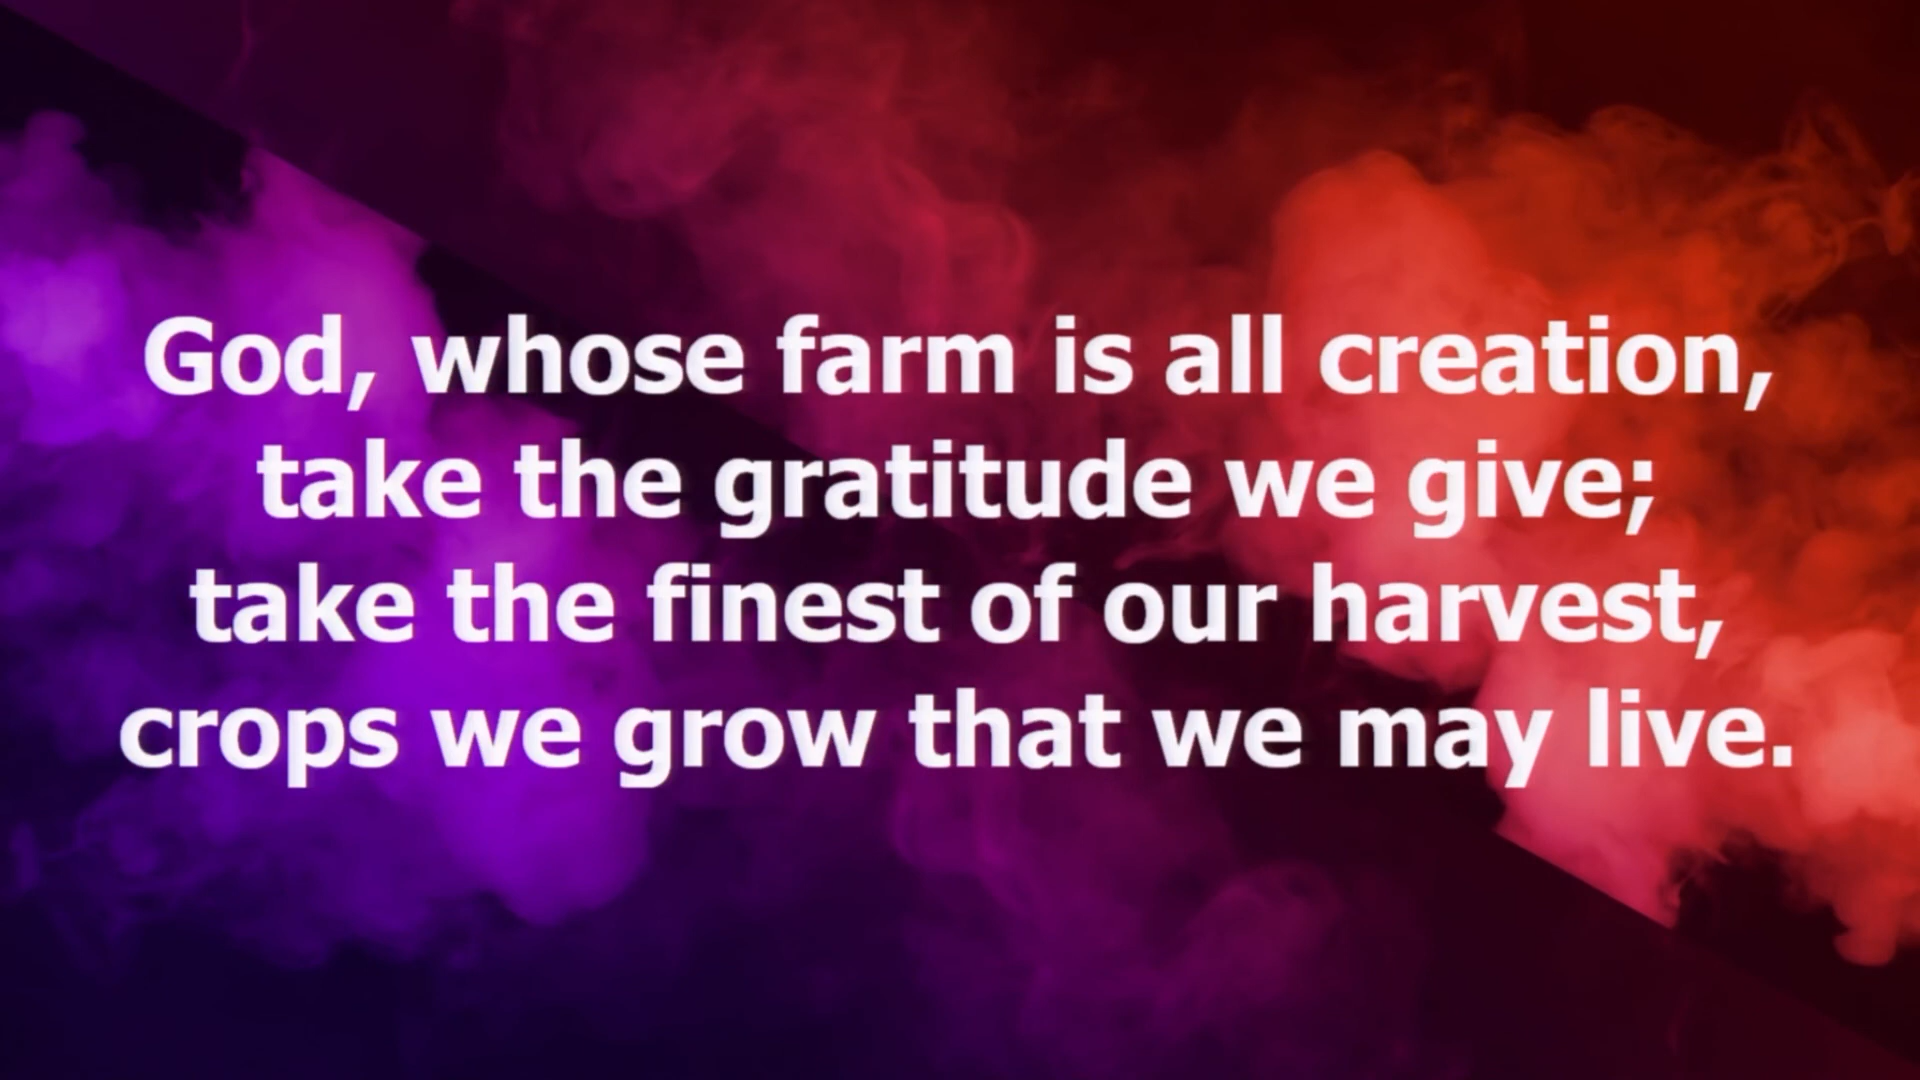 God, whose farm is all creation,
take the gratitude we give;
take the finest of our harvest,
crops we grow that we may live.